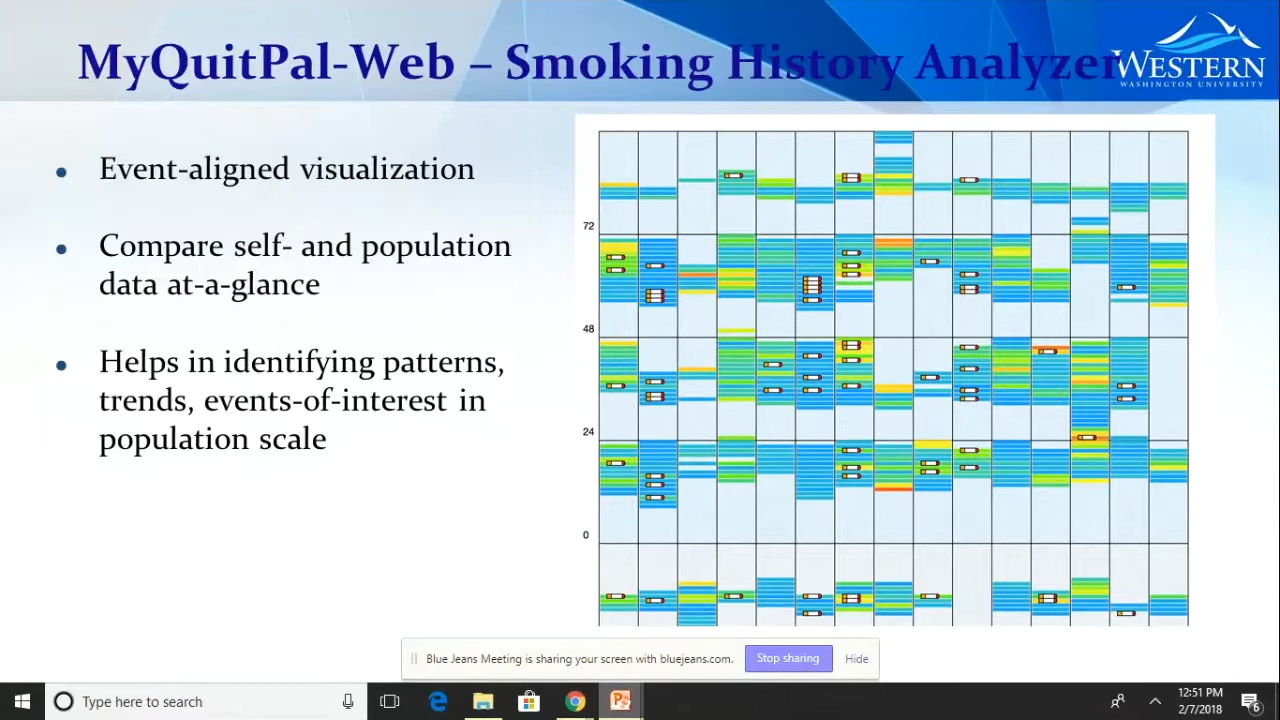 MyQuitPal-Web – Smoking History Analyzer
WESTERN
WASHINGTON UNIVERSITY
• Event-aligned visualization
• Compare self- and population
data at-a-glance
• Helps in identifying patterns,
trends, events-of-interest in
population scale
72
48
24
0
Blue Jeans Meeting is sharing your screen with bluejeans.com.
Stop sharing
Hide
Type here to search
12:51 PM
2/7/2018
6